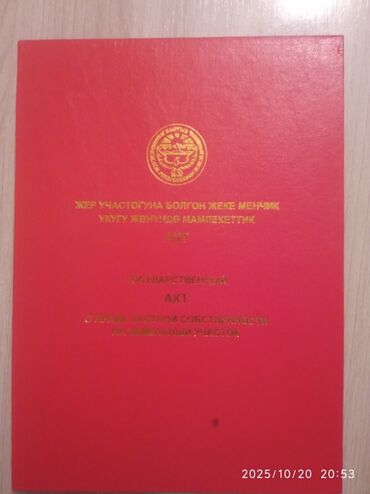 ЖЕР УЧАСТОГУНА БОЛГОН ЖЕКЕ МЕНЧИК
УКУГУ ЖӨНҮНДӨ МАМЛЕКЕТТИК
АКТ
ГОСУДАРСТВЕННЫЙ
АКТ
О ПРАВЕ ЧАСТНОЙ СОБСТВЕННОСТИ
НА ЗЕМЕЛЬНЫЙ УЧАСТОК
2025/10/20 20:53